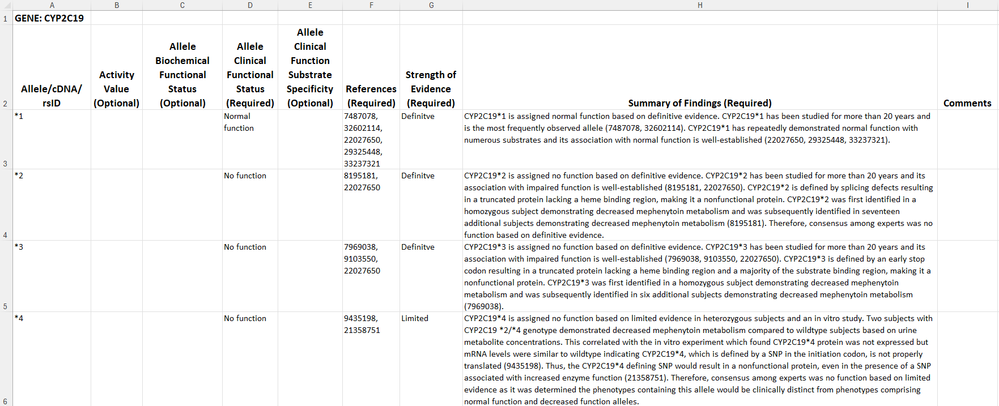 A B C D E F G H I
1 GENE: CYP2C19
2
Allele/cDNA/
rsID
Activity
Value
(Optional)
Allele
Biochemical
Functional
Status
(Optional)
Allele
Clinical
Functional
Status
(Required)
Allele
Clinical
Function
Substrate
Specificity
(Optional)
References
(Required)
Strength of
Evidence
(Required)
Summary of Findings (Required)
Comments
3
*1
Normal
function
7487078,
32602114,
22027650,
29325448,
33237321
Definitve
CYP2C19*1 is assigned normal function based on definitive evidence. CYP2C19*1 has been studied for more than 20 years and
is the most frequently observed allele (7487078, 32602114). CYP2C19*1 has repeatedly demonstrated normal function with
numerous substrates and its association with normal function is well-established (22027650, 29325448, 33237321).
4
*2
No function
8195181,
22027650
Definitve
CYP2C19*2 is assigned no function based on definitive evidence. CYP2C19*2 has been studied for more than 20 years and its
association with impaired function is well-established (8195181, 22027650). CYP2C19*2 is defined by splicing defects resulting
in a truncated protein lacking a heme binding region, making it a nonfunctional protein. CYP2C19*2 was first identified in a
homozygous subject demonstrating decreased mephenytoin metabolism and was subsequently identified in seventeen
additional subjects demonstrating decreased mephenytoin metabolism (8195181). Therefore, consensus among experts was no
function based on definitive evidence.
5
*3
No function
7969038,
9103550,
22027650
Definitve
CYP2C19*3 is assigned no function based on definitive evidence. CYP2C19*3 has been studied for more than 20 years and its
association with impaired function is well-established (7969038, 9103550, 22027650). CYP2C19*3 is defined by an early stop
codon resulting in a truncated protein lacking a heme binding region and a majority of the substrate binding region, making it a
nonfunctional protein. CYP2C19*3 was first identified in a homozygous subject demonstrating decreased mephenytoin
metabolism and was subsequently identified in six additional subjects demonstrating decreased mephenytoin metabolism
(7969038).
6
*4
No function
9435198,
21358751
Limited
CYP2C19*4 is assigned no function based on limited evidence in heterozygous subjects and an in vitro study. Two subjects with
CYP2C19 *2/*4 genotype demonstrated decreased mephenytoin metabolism compared to wildtype subjects based on urine
metabolite concentrations. This correlated with the in vitro experiment which found CYP2C19*4 protein was not expressed but
mRNA levels were similar to wildtype indicating CYP2C19*4, which is defined by a SNP in the initiation codon, is not properly
translated (9435198). Thus, the CYP2C19*4 defining SNP would result in a nonfunctional protein, even in the presence of a SNP
associated with increased enzyme function (21358751). Therefore, consensus among experts was no function based on limited
evidence as it was determined the phenotypes containing this allele would be clinically distinct from phenotypes comprising
normal function and decreased function alleles.